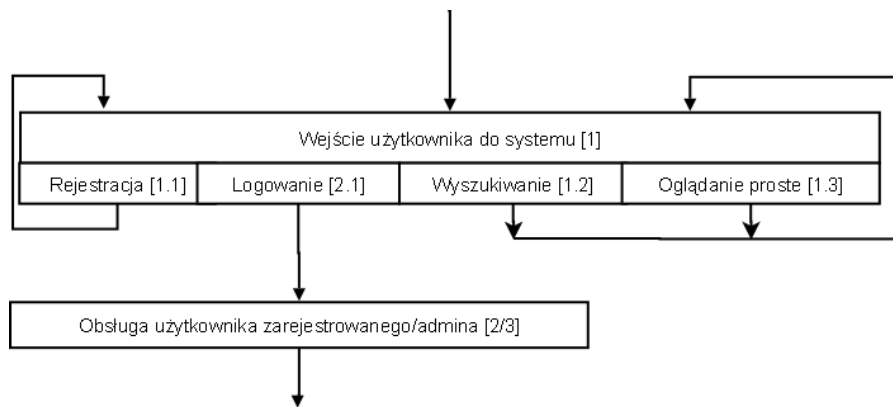 Wejście użytkownika do systemu [1]
Rejestracja [1.1]
Logowanie [2.1]
Wyszukiwanie [1.2]
Oglądanie proste [1.3]
Obsługa użytkownika zarejestrowanego/admina [2/3]